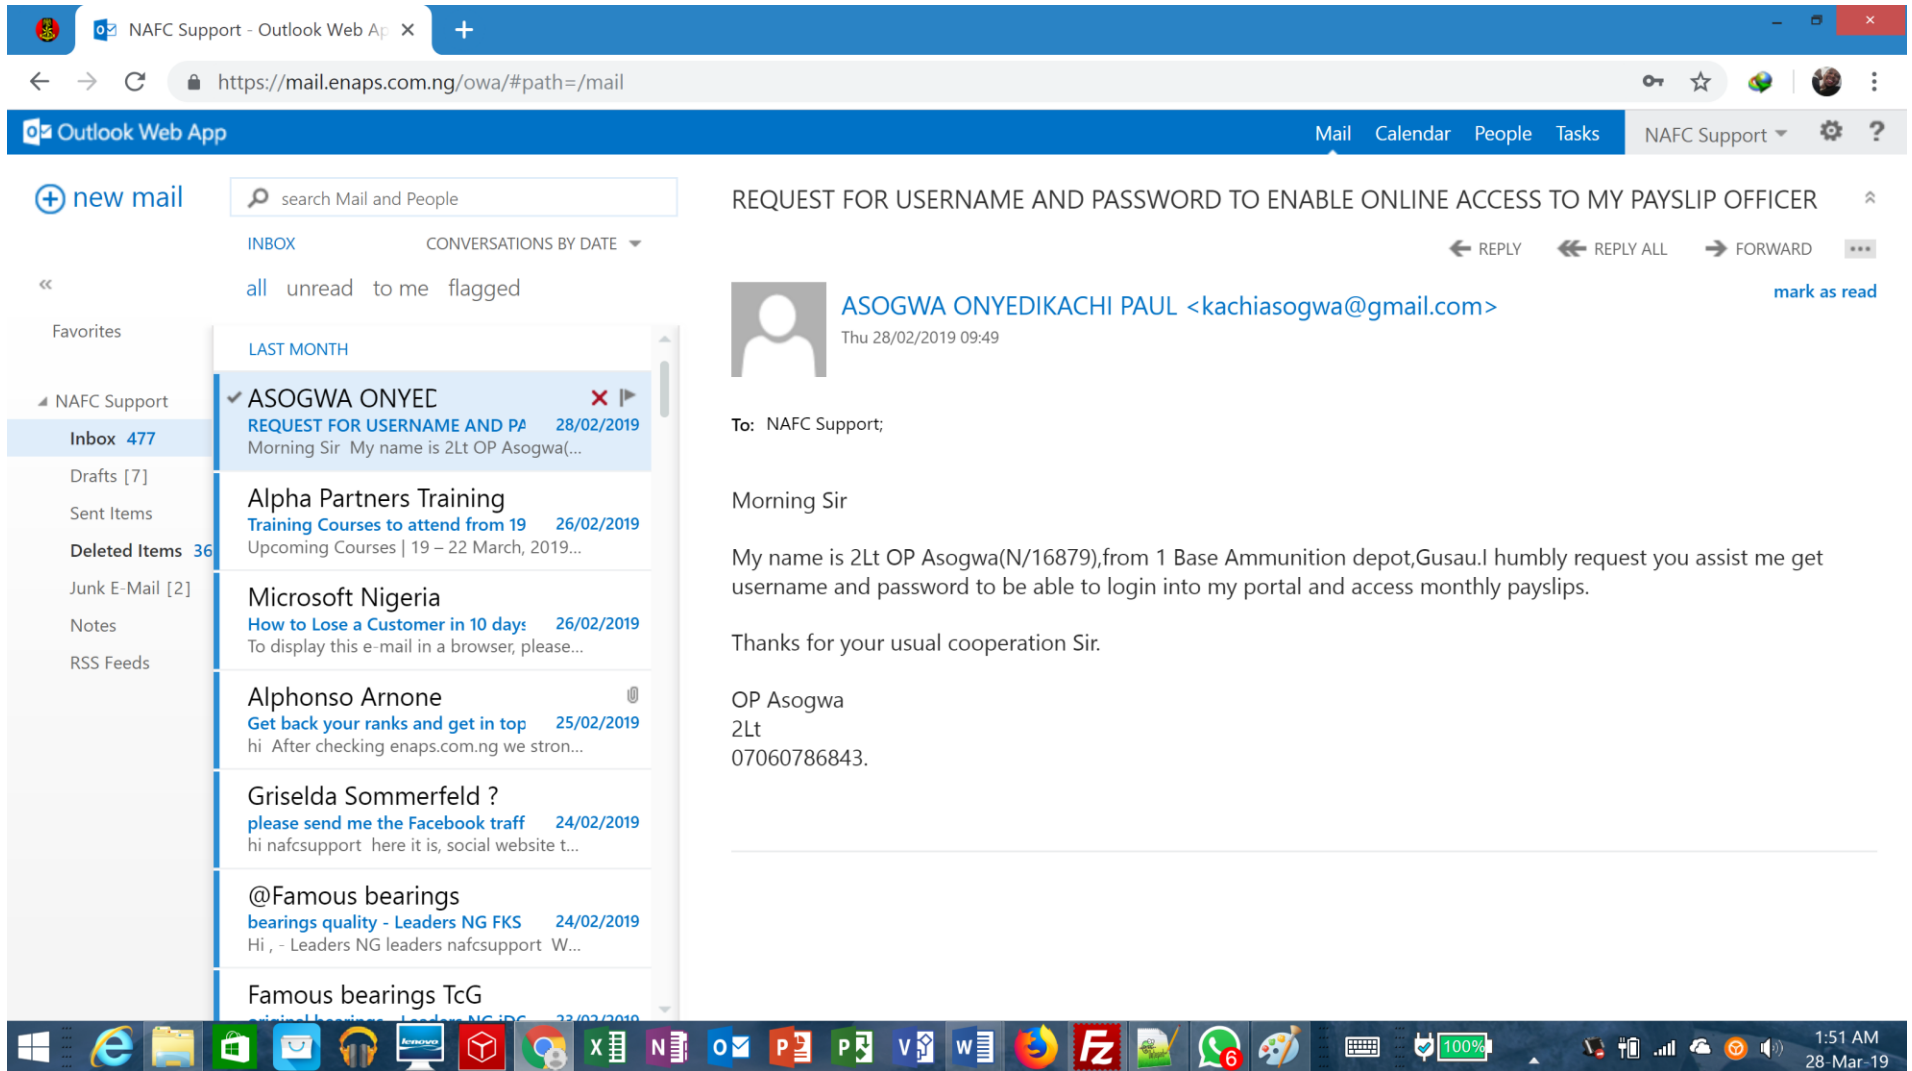 NAFC Support - Outlook Web Ap
https://mail.enaps.com.ng/owa/#path=/mail
Outlook Web App
Mail Calendar People Tasks NAFC Support ?
new mail
search Mail and People
INBOX CONVERSATIONS BY DATE
all unread to me flagged
Favorites
NAFC Support
Inbox 477
Drafts [7]
Sent Items
Deleted Items 36
Junk E-Mail [2]
Notes
RSS Feeds
LAST MONTH
ASOGWA ONYED
REQUEST FOR USERNAME AND PA 28/02/2019
Morning Sir My name is 2Lt OP Asogwa(...
Alpha Partners Training
Training Courses to attend from 19 26/02/2019
Upcoming Courses | 19 – 22 March, 2019...
Microsoft Nigeria
How to Lose a Customer in 10 days 26/02/2019
To display this e-mail in a browser, please...
Alphonso Arnone
Get back your ranks and get in top 25/02/2019
hi After checking enaps.com.ng we stron...
Griselda Sommerfeld ?
please send me the Facebook traff 24/02/2019
hi nafcsupport here it is, social website t...
@Famous bearings
bearings quality - Leaders NG FKS 24/02/2019
Hi , - Leaders NG leaders nafcsupport W...
Famous bearings TcG
original bearings - Leaders NG 23/02/2019
REQUEST FOR USERNAME AND PASSWORD TO ENABLE ONLINE ACCESS TO MY PAYSLIP OFFICER
REPLY REPLY ALL FORWARD ...
mark as read
ASOGWA ONYEDIKACHI PAUL <kachiasogwa@gmail.com>
Thu 28/02/2019 09:49
To: NAFC Support;
Morning Sir
My name is 2Lt OP Asogwa(N/16879),from 1 Base Ammunition depot,Gusau.I humbly request you assist me get
username and password to be able to login into my portal and access monthly payslips.
Thanks for your usual cooperation Sir.
OP Asogwa
2Lt
07060786843.
lenovo
6
100%
1:51 AM
28-Mar-19